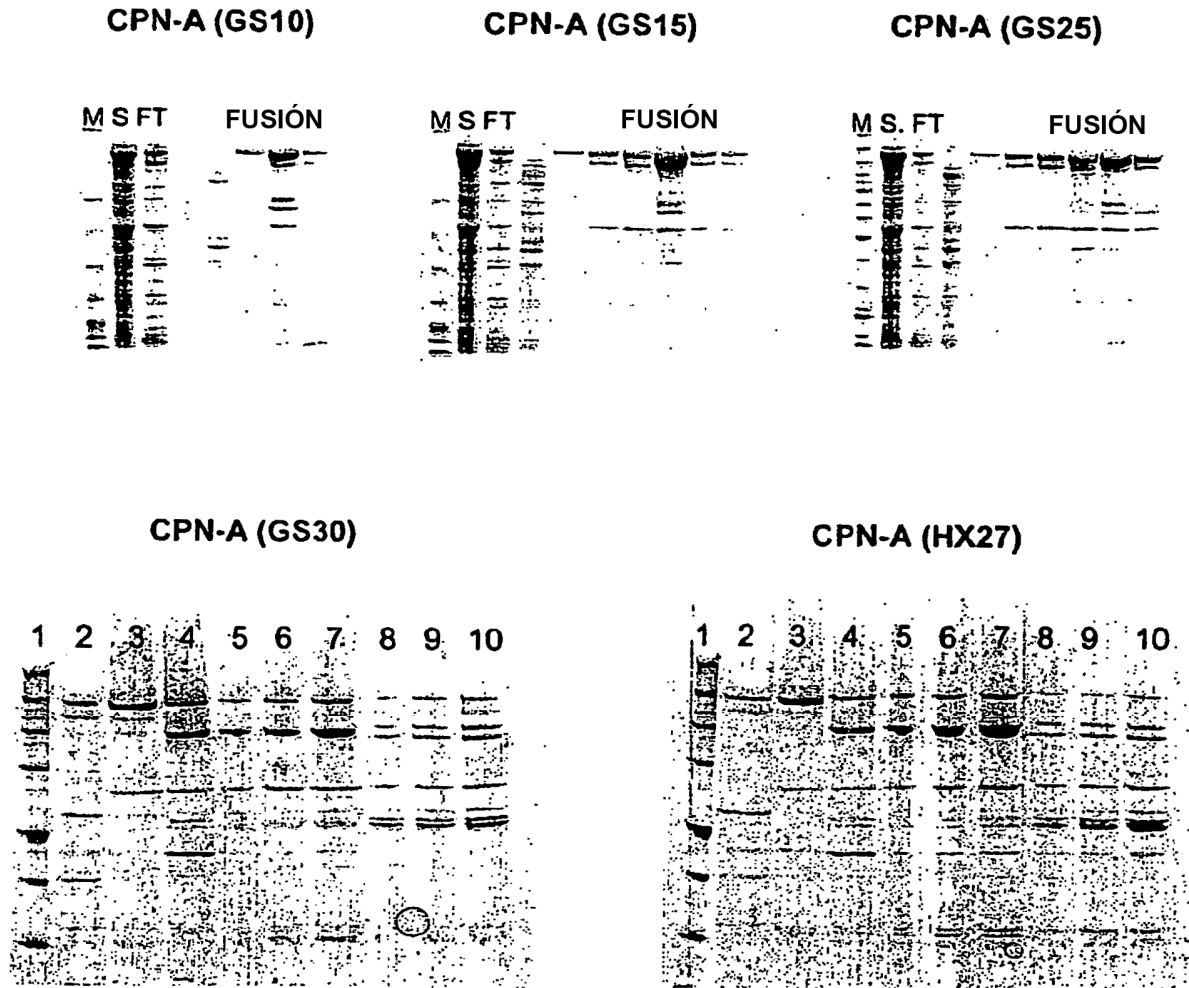 CPN-A (GS10) CPN-A (GS15) CPN-A (GS25)
M S FT FUSIÓN M S FT FUSIÓN M S. FT FUSIÓN
CPN-A (GS30) CPN-A (HX27)
1 2 3 4 5 6 7 8 9 10 1 2 3 4 5 6 7 8 9 10